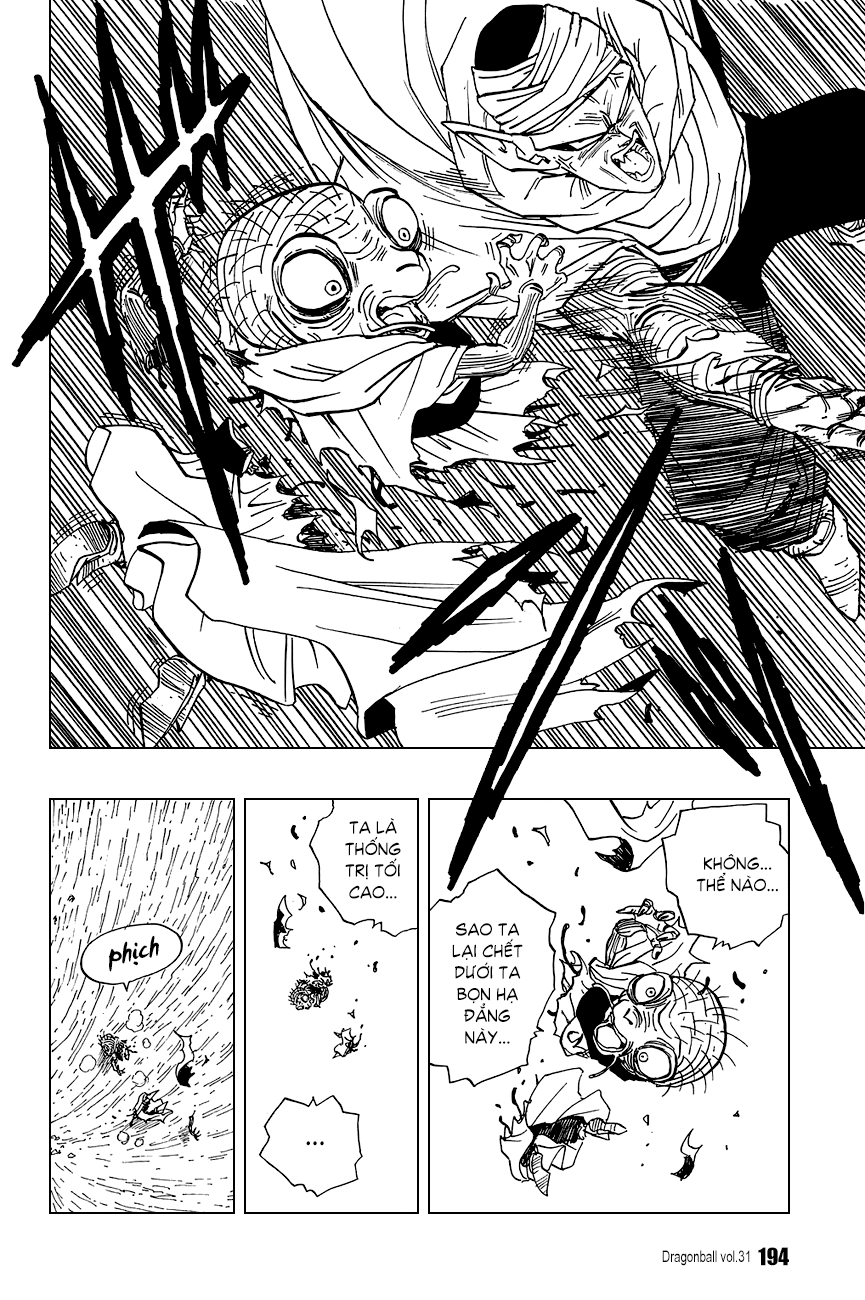 KHÔNG...
THỂ NÀO...
SAO TA
LẠI CHẾT
DƯỚI TA
BỌN HẠ
ĐẲNG
NÀY...
TA LÀ
THỐNG
TRỊ TỐI
CAO...
...
phịch
Dragonball vol.31 194